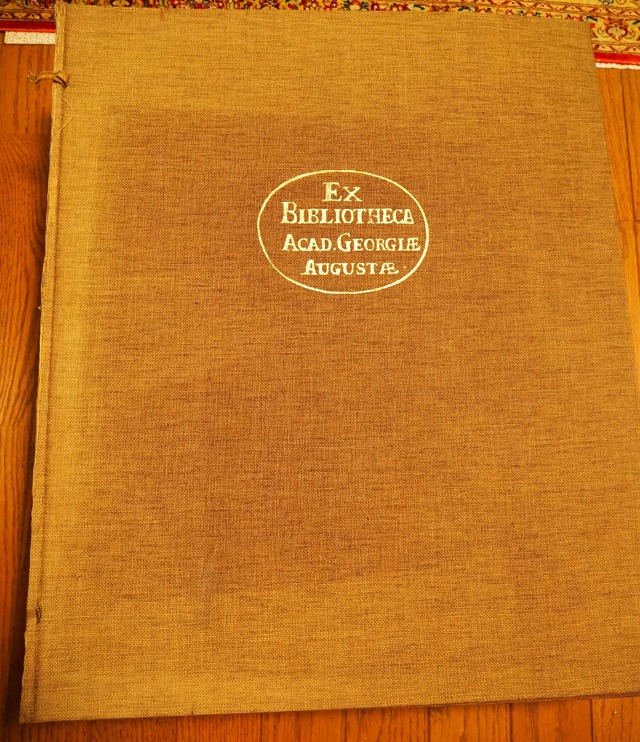 EX
BIBLIOTHECA
ACAD. GEORGIÆ
AUGUSTÆ.